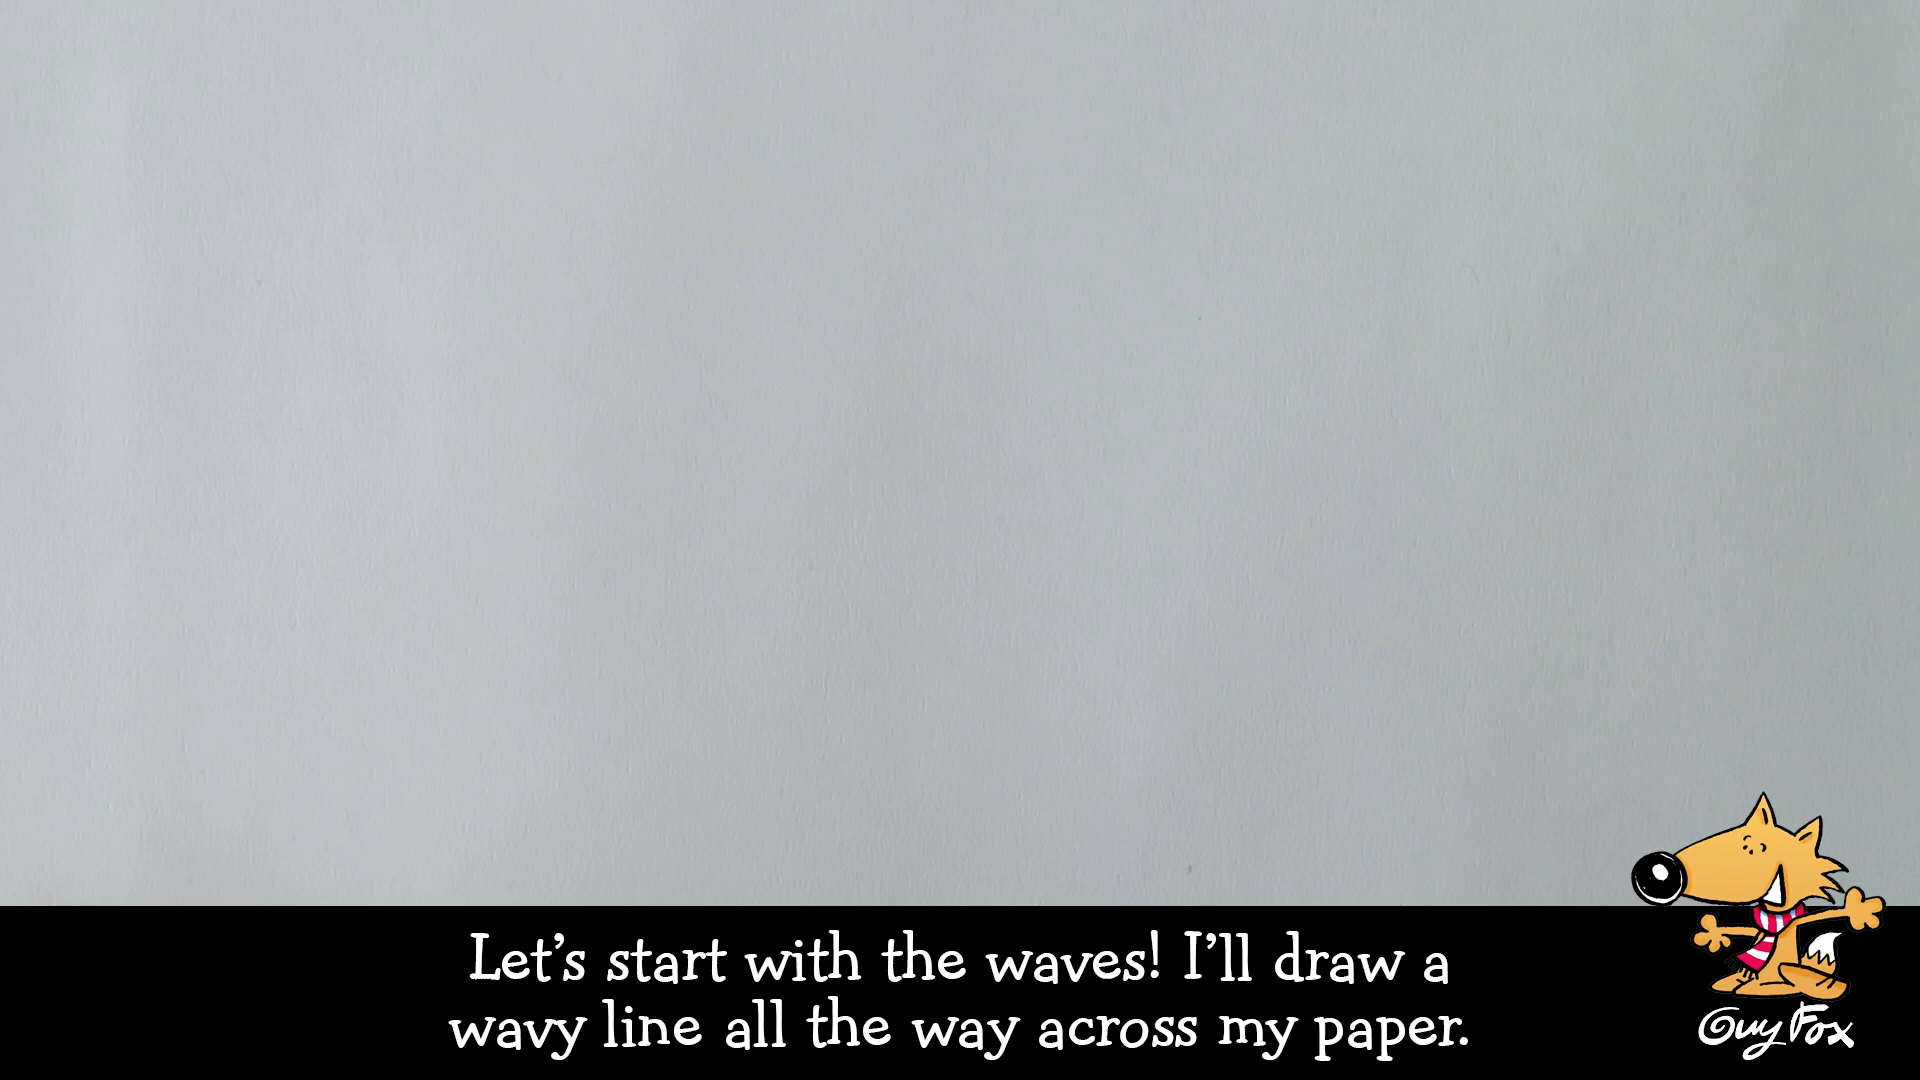 Let’s start with the waves! I’ll draw a
wavy line all the way across my paper.
Guy Fox